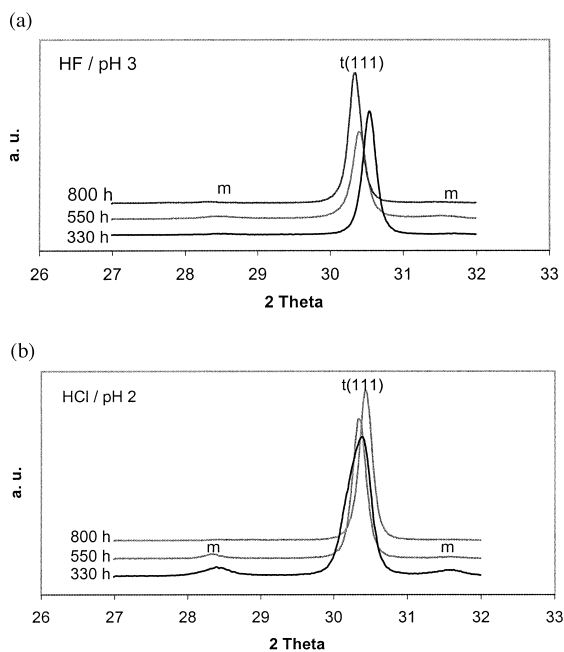 (a)
HF / pH 3
t(111)
a. u.
m
m
800 h
550 h
330 h
26 27 28 29 30 31 32 33
2 Theta
(b)
HCl / pH 2
t(111)
a. u.
800 h
m
m
550 h
330 h
26 27 28 29 30 31 32 33
2 Theta